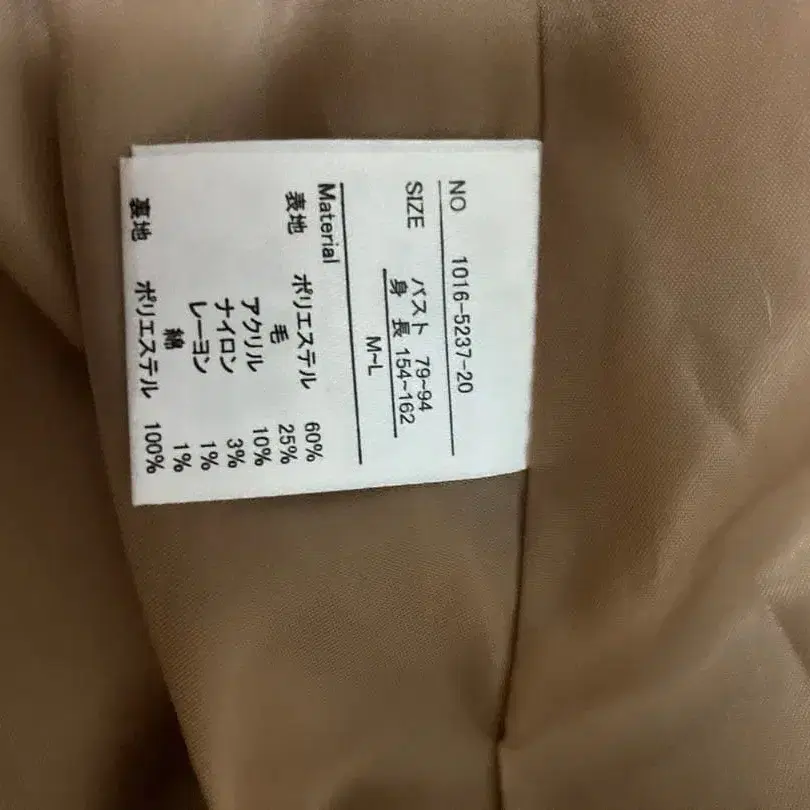 NO 1016-5237-20
SIZE バスト 79~94
身 長 154~162
M~L
Material
表地 ポリエステル 60%
毛 25%
アクリル 10%
ナイロン 3%
レーヨン 1%
綿 1%
裏地 ポリエステル 100%